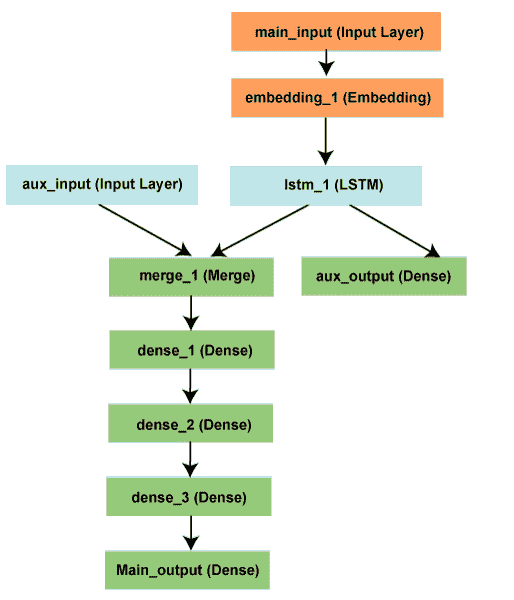 main_input (Input Layer)
embedding_1 (Embedding)
aux_input (Input Layer)
lstm_1 (LSTM)
merge_1 (Merge)
aux_output (Dense)
dense_1 (Dense)
dense_2 (Dense)
dense_3 (Dense)
Main_output (Dense)